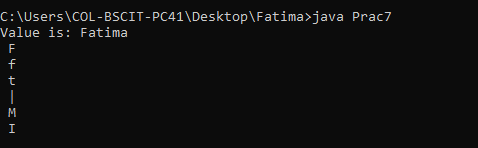 C:\Users\COL-BSCIT-PC41\Desktop\Fatima>java Prac7
Value is: Fatima
F
f
t
|
M
I